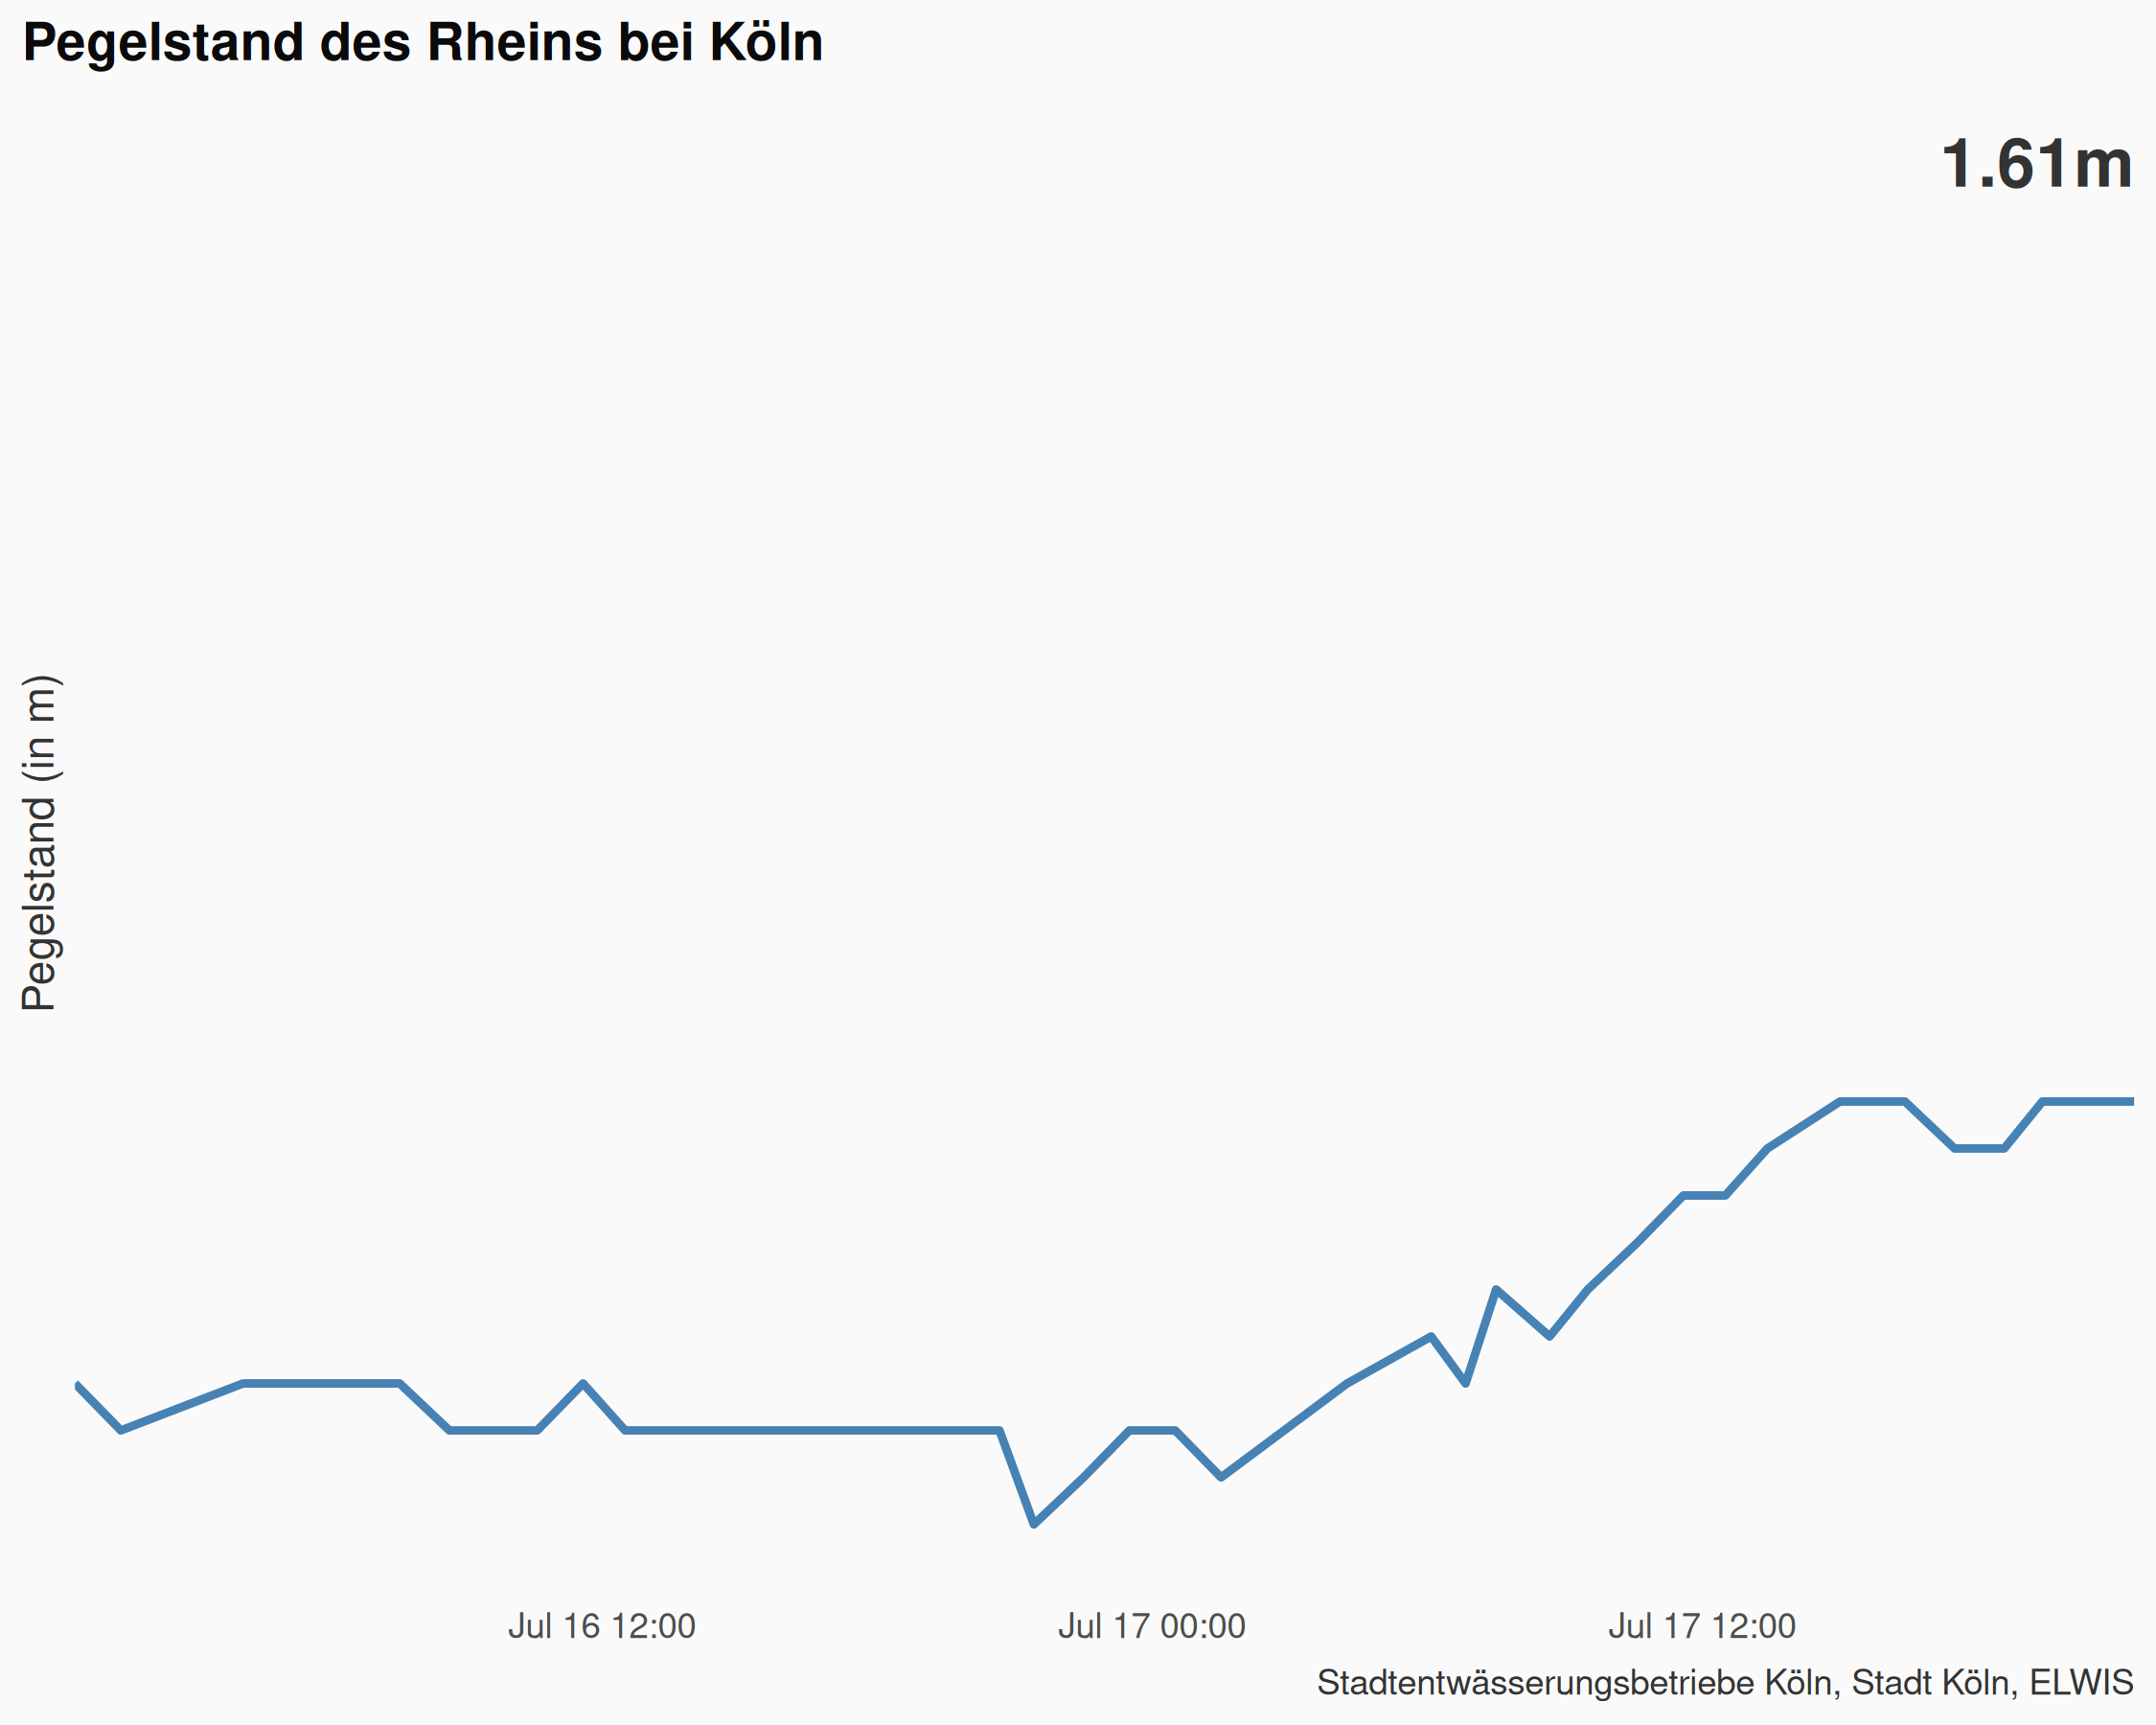 Pegelstand des Rheins bei Köln
1.61m
Pegelstand (in m)
Jul 16 12:00 Jul 17 00:00 Jul 17 12:00
Stadtentwässerungsbetriebe Köln, Stadt Köln, ELWIS